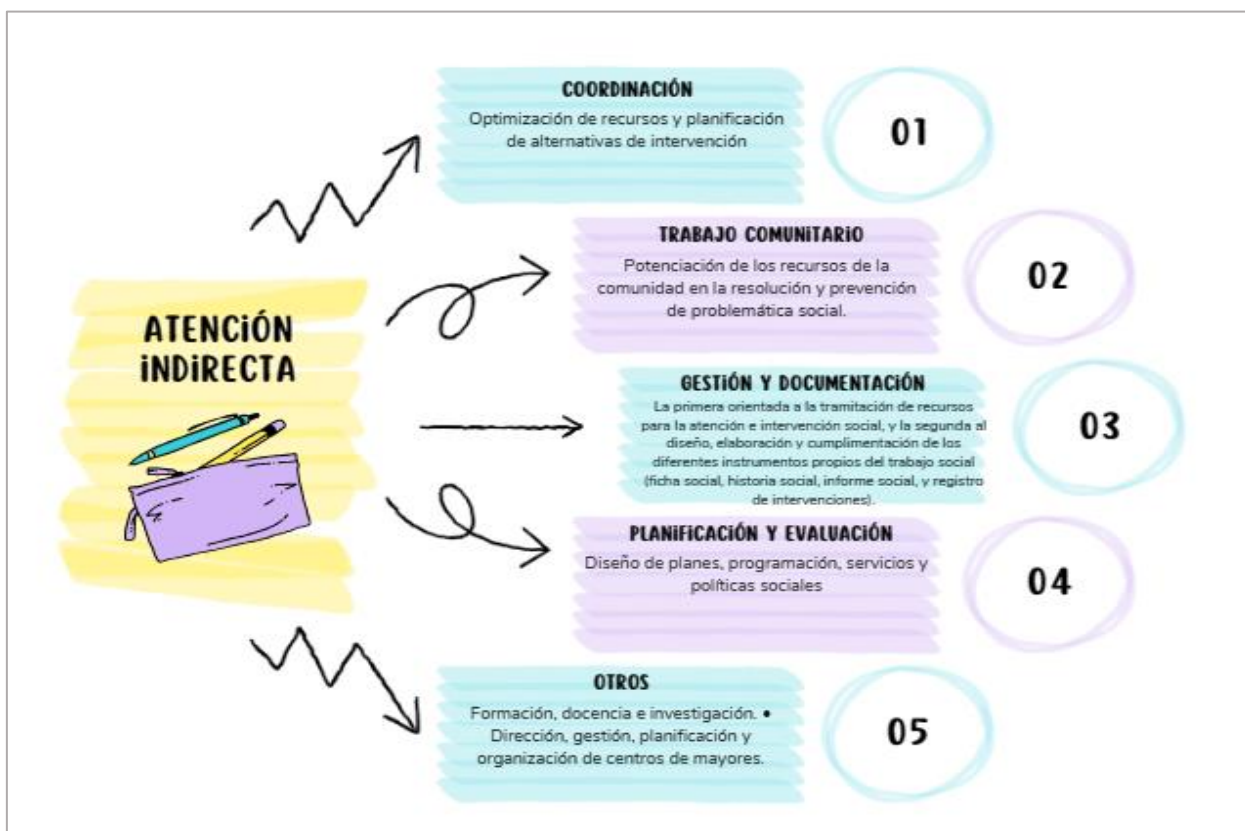 COORDINACIÓN
Optimización de recursos y planificación
de alternativas de intervención
01
TRABAJO COMUNITARIO
Potenciación de los recursos de la
comunidad en la resolución y prevención
de problemática social.
02
ATENCIÓN
INDIRECTA
GESTIÓN Y DOCUMENTACIÓN
La primera orientada a la tramitación de recursos
para la atención e intervención social, y la segunda al
diseño, elaboración y cumplimentación de los
diferentes instrumentos propios del trabajo social
(ficha social, historia social, informe social, y registro
de intervenciones).
03
PLANIFICACIÓN Y EVALUACIÓN
Diseño de planes, programación, servicios y
políticas sociales
04
OTROS
Formación, docencia e investigación. •
Dirección, gestión, planificación y
organización de centros de mayores.
05